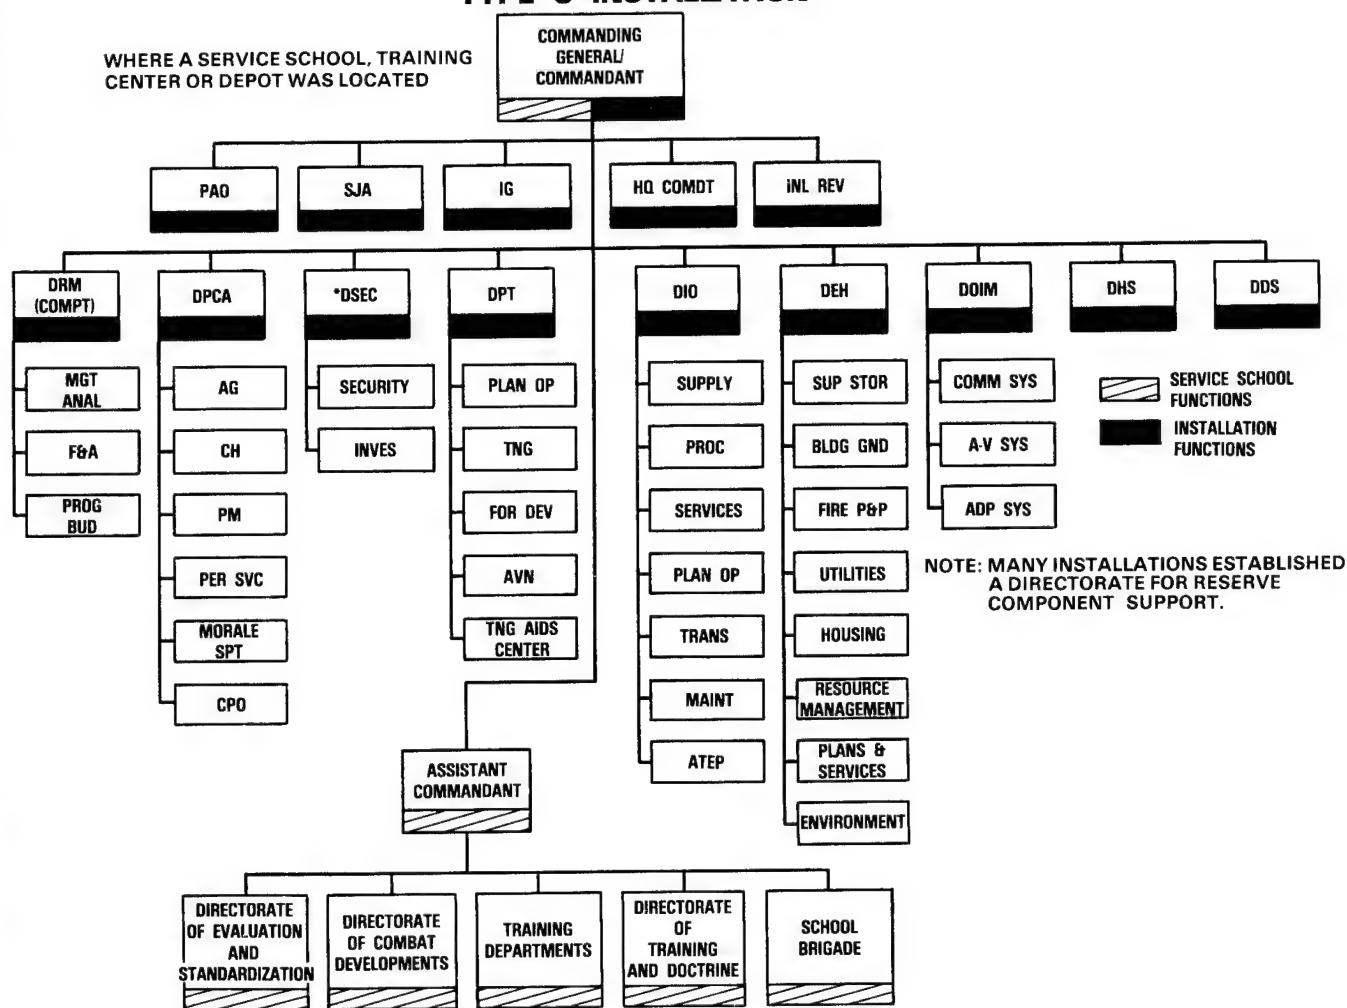 COMMANDING
GENERAL/
COMMANDANT
WHERE A SERVICE SCHOOL, TRAINING
CENTER OR DEPOT WAS LOCATED
PAO
SJA
IG
HQ COMDT
INL REV
DRM
(COMPT)
DPCA
*DSEC
DPT
DIO
DEH
DOIM
DHS
DDS
MGT
ANAL
F&A
PROG
BUD
AG
CH
PM
PER SVC
MORALE
SPT
CPO
SECURITY
INVES
PLAN OP
TNG
FOR DEV
AVN
TNG AIDS
CENTER
SUPPLY
PROC
SERVICES
PLAN OP
TRANS
MAINT
ATEP
SUP STOR
BLDG GND
FIRE P&P
UTILITIES
HOUSING
RESOURCE
MANAGEMENT
PLANS &
SERVICES
ENVIRONMENT
COMM SYS
A-V SYS
ADP SYS
SERVICE SCHOOL
FUNCTIONS
INSTALLATION
FUNCTIONS
NOTE: MANY INSTALLATIONS ESTABLISHED
A DIRECTORATE FOR RESERVE
COMPONENT SUPPORT.
ASSISTANT
COMMANDANT
DIRECTORATE
OF EVALUATION
AND
STANDARDIZATION
DIRECTORATE
OF COMBAT
DEVELOPMENTS
TRAINING
DEPARTMENTS
DIRECTORATE
OF
TRAINING
AND DOCTRINE
SCHOOL
BRIGADE